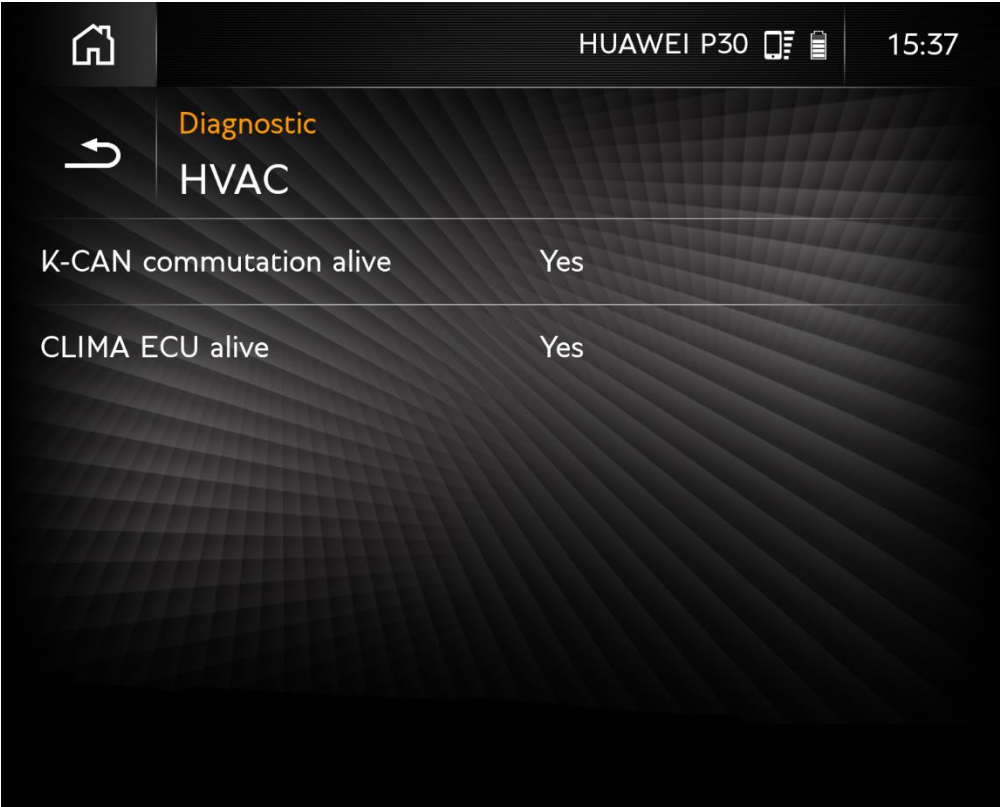 HUAWEI P30 15:37
Diagnostic
HVAC
K-CAN commutation alive Yes
CLIMA ECU alive Yes